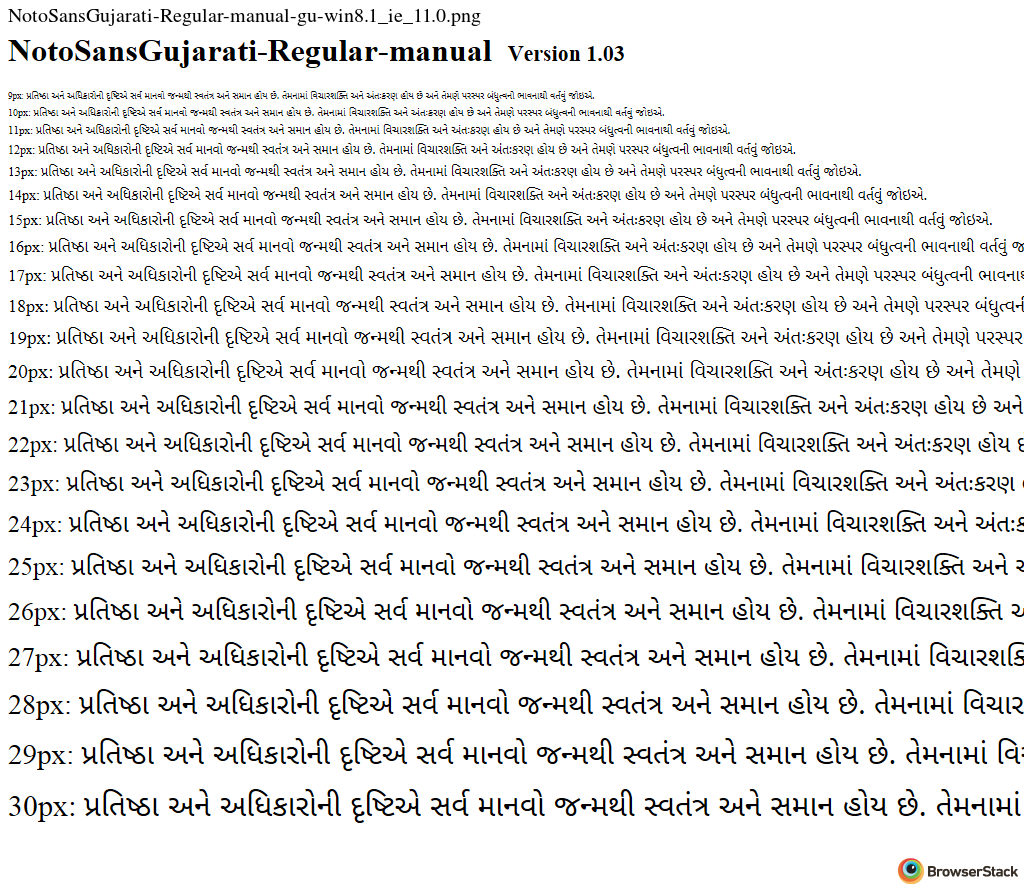 NotoSansGujarati-Regular-manual-gu-win8.1_ie_11.0.png
NotoSansGujarati-Regular-manual Version 1.03
9px: પ્રતિષ્ઠા અને અધિકારોની દૃષ્ટિએ સર્વ માનવો જન્મથી સ્વતંત્ર અને સમાન હોય છે. તેમનામાં વિચારશક્તિ અને અંતઃકરણ હોય છે અને તેમણે પરસ્પર બંધુત્વની ભાવનાથી વર્તવું જોઇએ.
10px: પ્રતિષ્ઠા અને અધિકારોની દૃષ્ટિએ સર્વ માનવો જન્મથી સ્વતંત્ર અને સમાન હોય છે. તેમનામાં વિચારશક્તિ અને અંતઃકરણ હોય છે અને તેમણે પરસ્પર બંધુત્વની ભાવનાથી વર્તવું જોઇએ.
11px: પ્રતિષ્ઠા અને અધિકારોની દૃષ્ટિએ સર્વ માનવો જન્મથી સ્વતંત્ર અને સમાન હોય છે. તેમનામાં વિચારશક્તિ અને અંતઃકરણ હોય છે અને તેમણે પરસ્પર બંધુત્વની ભાવનાથી વર્તવું જોઇએ.
12px: પ્રતિષ્ઠા અને અધિકારોની દૃષ્ટિએ સર્વ માનવો જન્મથી સ્વતંત્ર અને સમાન હોય છે. તેમનામાં વિચારશક્તિ અને અંતઃકરણ હોય છે અને તેમણે પરસ્પર બંધુત્વની ભાવનાથી વર્તવું જોઇએ.
13px: પ્રતિષ્ઠા અને અધિકારોની દૃષ્ટિએ સર્વ માનવો જન્મથી સ્વતંત્ર અને સમાન હોય છે. તેમનામાં વિચારશક્તિ અને અંતઃકરણ હોય છે અને તેમણે પરસ્પર બંધુત્વની ભાવનાથી વર્તવું જોઇએ.
14px: પ્રતિષ્ઠા અને અધિકારોની દૃષ્ટિએ સર્વ માનવો જન્મથી સ્વતંત્ર અને સમાન હોય છે. તેમનામાં વિચારશક્તિ અને અંતઃકરણ હોય છે અને તેમણે પરસ્પર બંધુત્વની ભાવનાથી વર્તવું જોઇએ.
15px: પ્રતિષ્ઠા અને અધિકારોની દૃષ્ટિએ સર્વ માનવો જન્મથી સ્વતંત્ર અને સમાન હોય છે. તેમનામાં વિચારશક્તિ અને અંતઃકરણ હોય છે અને તેમણે પરસ્પર બંધુત્વની ભાવનાથી વર્તવું જોઇએ.
16px: પ્રતિષ્ઠા અને અધિકારોની દૃષ્ટિએ સર્વ માનવો જન્મથી સ્વતંત્ર અને સમાન હોય છે. તેમનામાં વિચારશક્તિ અને અંતઃકરણ હોય છે અને તેમણે પરસ્પર બંધુત્વની ભાવનાથી વર્તવું
17px: પ્રતિષ્ઠા અને અધિકારોની દૃષ્ટિએ સર્વ માનવો જન્મથી સ્વતંત્ર અને સમાન હોય છે. તેમનામાં વિચારશક્તિ અને અંતઃકરણ હોય છે અને તેમણે પરસ્પર બંધુત્વની
18px: પ્રતિષ્ઠા અને અધિકારોની દૃષ્ટિએ સર્વ માનવો જન્મથી સ્વતંત્ર અને સમાન હોય છે. તેમનામાં વિચારશક્તિ અને અંતઃકરણ હોય છે અને તેમણે પરસ્પર બંધુત્વની
19px: પ્રતિષ્ઠા અને અધિકારોની દૃષ્ટિએ સર્વ માનવો જન્મથી સ્વતંત્ર અને સમાન હોય છે. તેમનામાં વિચારશક્તિ અને અંતઃકરણ હોય છે અને તેમણે પરસ્પર
20px: પ્રતિષ્ઠા અને અધિકારોની દૃષ્ટિએ સર્વ માનવો જન્મથી સ્વતંત્ર અને સમાન હોય છે. તેમનામાં વિચારશક્તિ અને અંતઃકરણ હોય છે અને તેમણે
21px: પ્રતિષ્ઠા અને અધિકારોની દૃષ્ટિએ સર્વ માનવો જન્મથી સ્વતંત્ર અને સમાન હોય છે. તેમનામાં વિચારશક્તિ અને અંતઃકરણ હોય છે અને
22px: પ્રતિષ્ઠા અને અધિકારોની દૃષ્ટિએ સર્વ માનવો જન્મથી સ્વતંત્ર અને સમાન હોય છે. તેમનામાં વિચારશક્તિ અને અંતઃકરણ હોય
23px: પ્રતિષ્ઠા અને અધિકારોની દૃષ્ટિએ સર્વ માનવો જન્મથી સ્વતંત્ર અને સમાન હોય છે. તેમનામાં વિચારશક્તિ અને અંતઃકરણ
24px: પ્રતિષ્ઠા અને અધિકારોની દૃષ્ટિએ સર્વ માનવો જન્મથી સ્વતંત્ર અને સમાન હોય છે. તેમનામાં વિચારશક્તિ અને
25px: પ્રતિષ્ઠા અને અધિકારોની દૃષ્ટિએ સર્વ માનવો જન્મથી સ્વતંત્ર અને સમાન હોય છે. તેમનામાં વિચારશક્તિ અને
26px: પ્રતિષ્ઠા અને અધિકારોની દૃષ્ટિએ સર્વ માનવો જન્મથી સ્વતંત્ર અને સમાન હોય છે. તેમનામાં વિચારશક્તિ
27px: પ્રતિષ્ઠા અને અધિકારોની દૃષ્ટિએ સર્વ માનવો જન્મથી સ્વતંત્ર અને સમાન હોય છે. તેમનામાં
28px: પ્રતિષ્ઠા અને અધિકારોની દૃષ્ટિએ સર્વ માનવો જન્મથી સ્વતંત્ર અને સમાન હોય છે. તેમનામાં વિચાર
29px: પ્રતિષ્ઠા અને અધિકારોની દૃષ્ટિએ સર્વ માનવો જન્મથી સ્વતંત્ર અને સમાન હોય છે. તેમનામાં
30px: પ્રતિષ્ઠા અને અધિકારોની દૃષ્ટિએ સર્વ માનવો જન્મથી સ્વતંત્ર અને સમાન હોય છે. તેમનામાં
BrowserStack